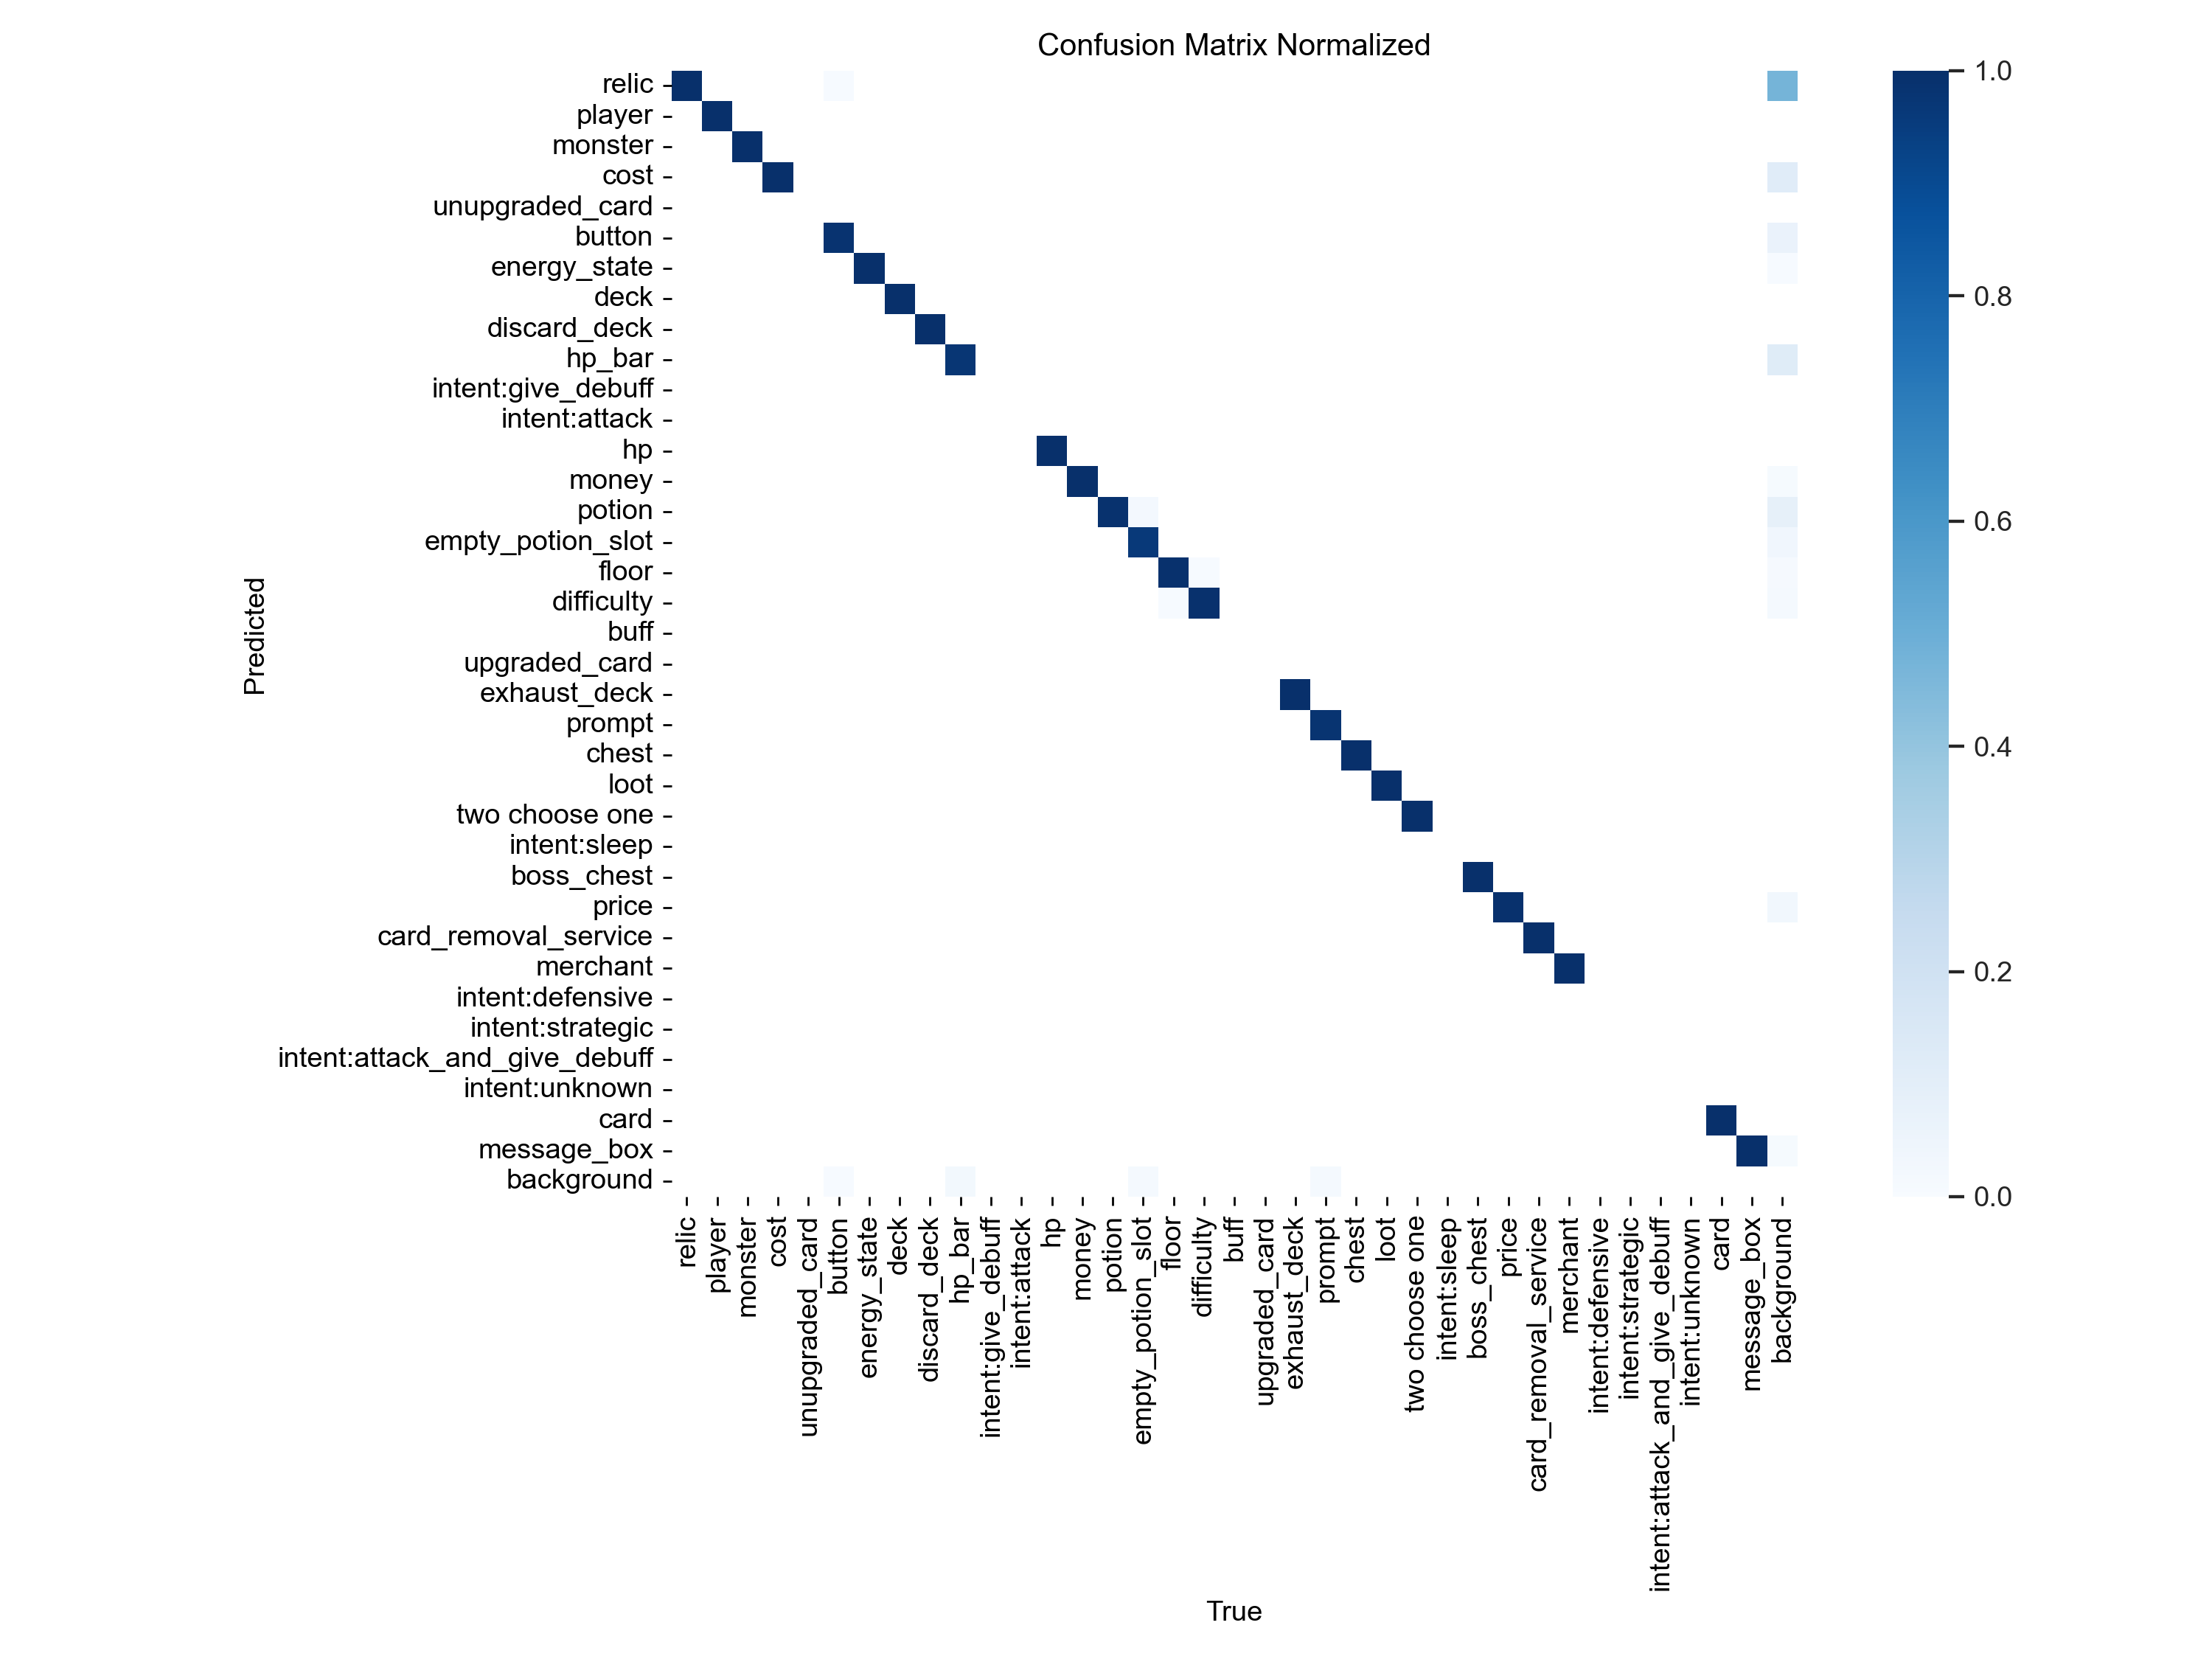 Confusion Matrix Normalized
relic
player
monster
cost
unupgraded_card
button
energy_state
deck
discard_deck
hp_bar
intent:give_debuff
intent:attack
hp
money
potion
empty_potion_slot
floor
difficulty
buff
upgraded_card
exhaust_deck
prompt
chest
loot
two choose one
intent:sleep
boss_chest
price
card_removal_service
merchant
intent:defensive
intent:strategic
intent:attack_and_give_debuff
intent:unknown
card
message_box
background
Predicted
relic
player
monster
cost
unupgraded_card
button
energy_state
deck
discard_deck
hp_bar
intent:give_debuff
intent:attack
hp
money
potion
empty_potion_slot
floor
difficulty
buff
upgraded_card
exhaust_deck
prompt
chest
loot
two choose one
intent:sleep
boss_chest
price
card_removal_service
merchant
intent:defensive
intent:strategic
intent:attack_and_give_debuff
intent:unknown
card
message_box
background
True
1.0
0.8
0.6
0.4
0.2
0.0